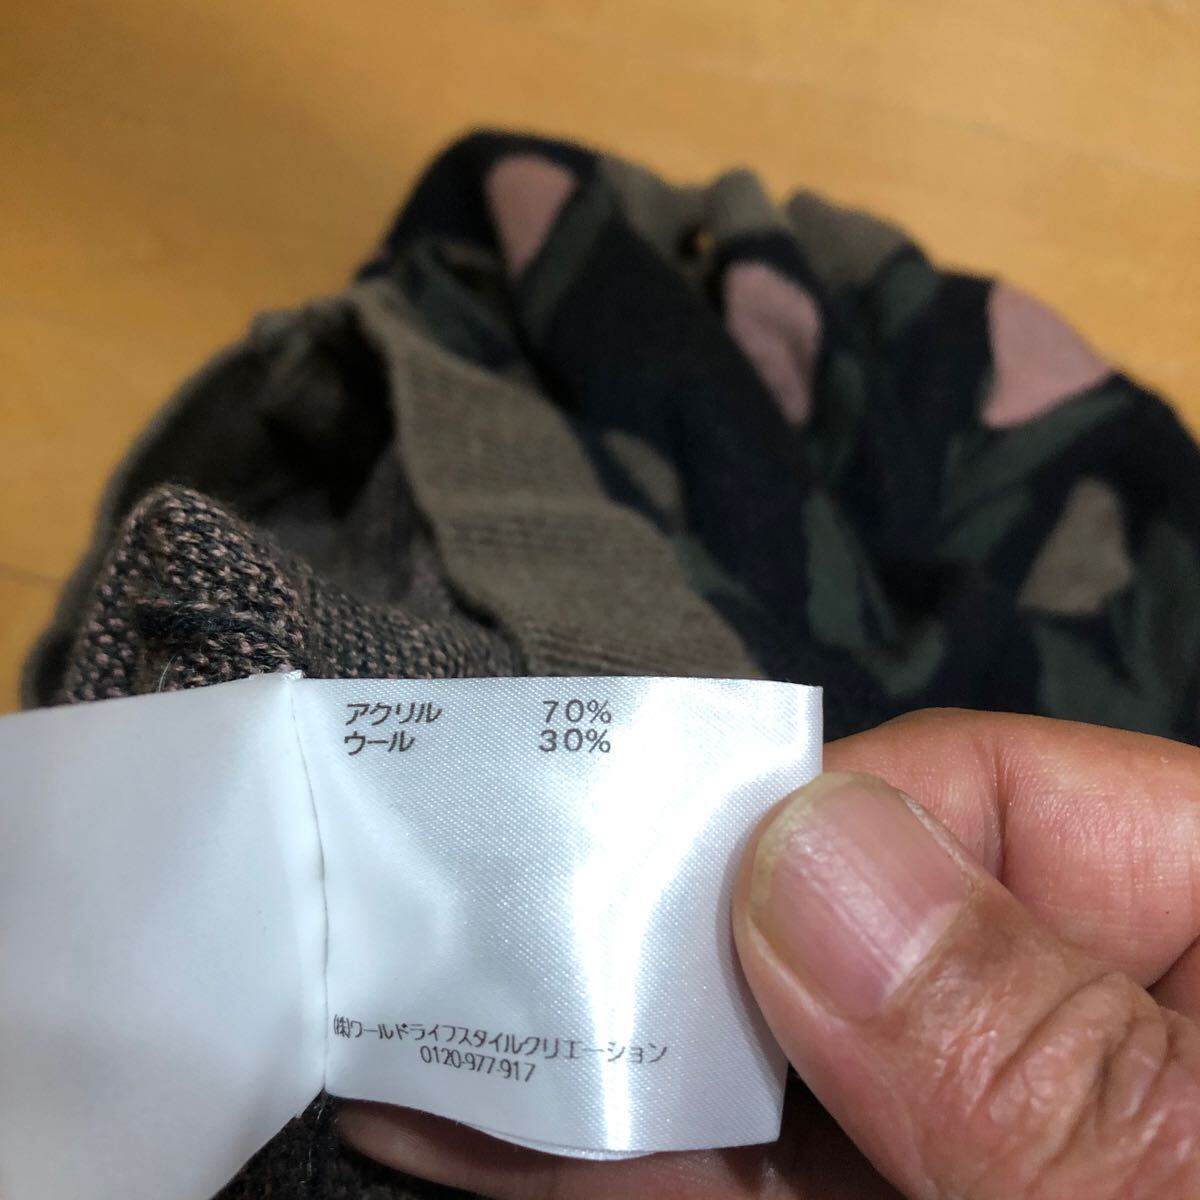 アクリル 70%
ウール 30%
(株)ワールドライフスタイルクリエーション
0120-977-917